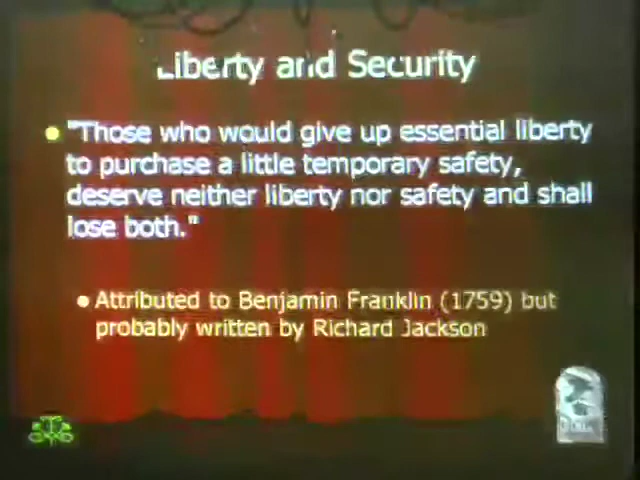 Liberty and Security
"Those who would give up essential liberty
to purchase a little temporary safety,
deserve neither liberty nor safety and shall
lose both."
Attributed to Benjamin Franklin (1759) but
probably written by Richard Jackson